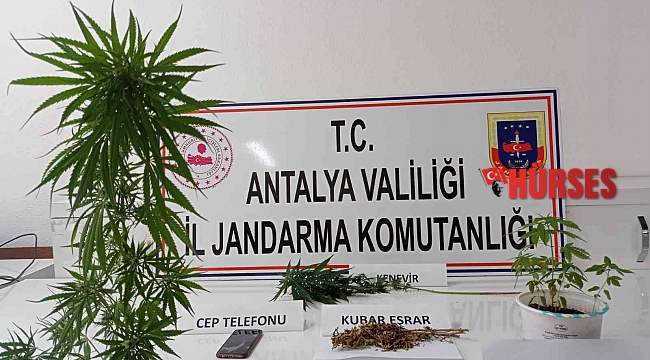 T.C.
ANTALYA VALİLİĞİ
İL JANDARMA KOMUTANLIĞI
HÜRSES
KENEVİR
CEP TELEFONU
KUBAR ESRAR